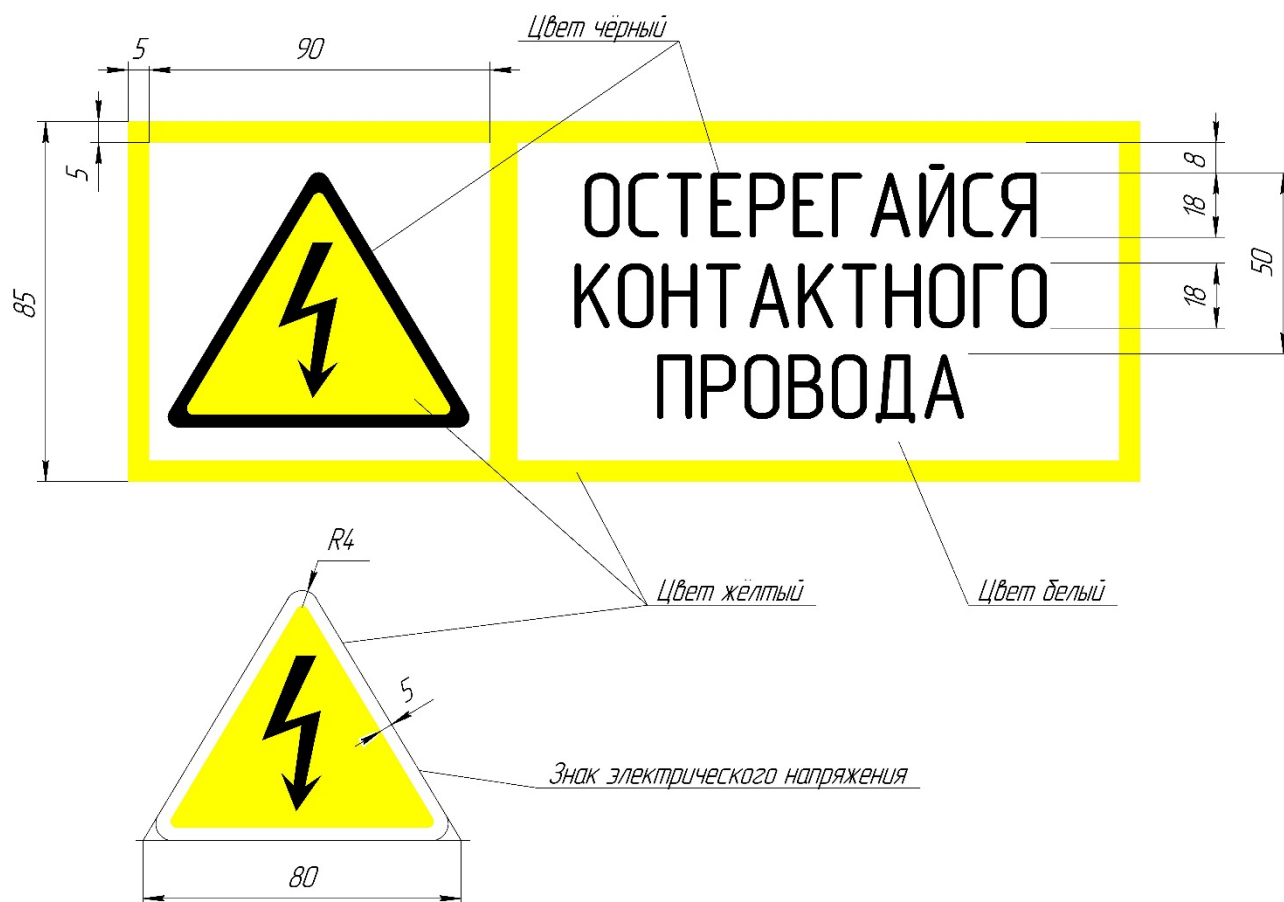 Цвет чёрный
5
90
5
85
8
18
18
50
ОСТЕРЕГАЙСЯ
КОНТАКТНОГО
ПРОВОДА
R4
Цвет жёлтый
Цвет белый
5
Знак электрического напряжения
80